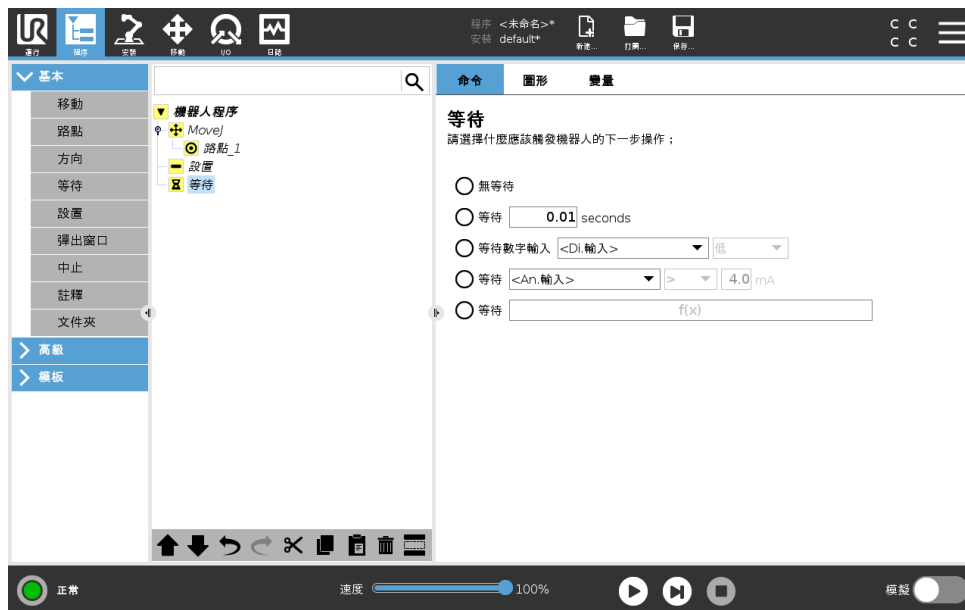 UR
運行
程序
安裝
移動
I/O
日誌
程序 <未命名>*
安裝 default*
新建...
打開...
保存...
C C
C C
基本
移動
路點
方向
等待
設置
彈出窗口
中止
註釋
文件夾
高級
模板
機器人程序
MoveJ
路點_1
設置
等待
命令 圖形 變量
等待
請選擇什麼應該觸發機器人的下一步操作；
無等待
等待 0.01 seconds
等待數字輸入 <Di.輸入> 低
等待 <An.輸入> > 4.0 mA
等待 f(x)
正常
速度 100%
模擬